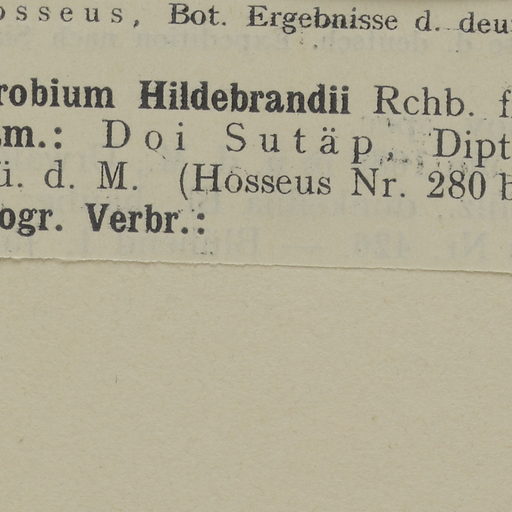 osseus, Bot. Ergebnisse d. deu
robium Hildebrandii Rchb. f
m.: Doi Sutäp, Dipt
ü. d. M. (Hosseus Nr. 280 b
ogr. Verbr.: